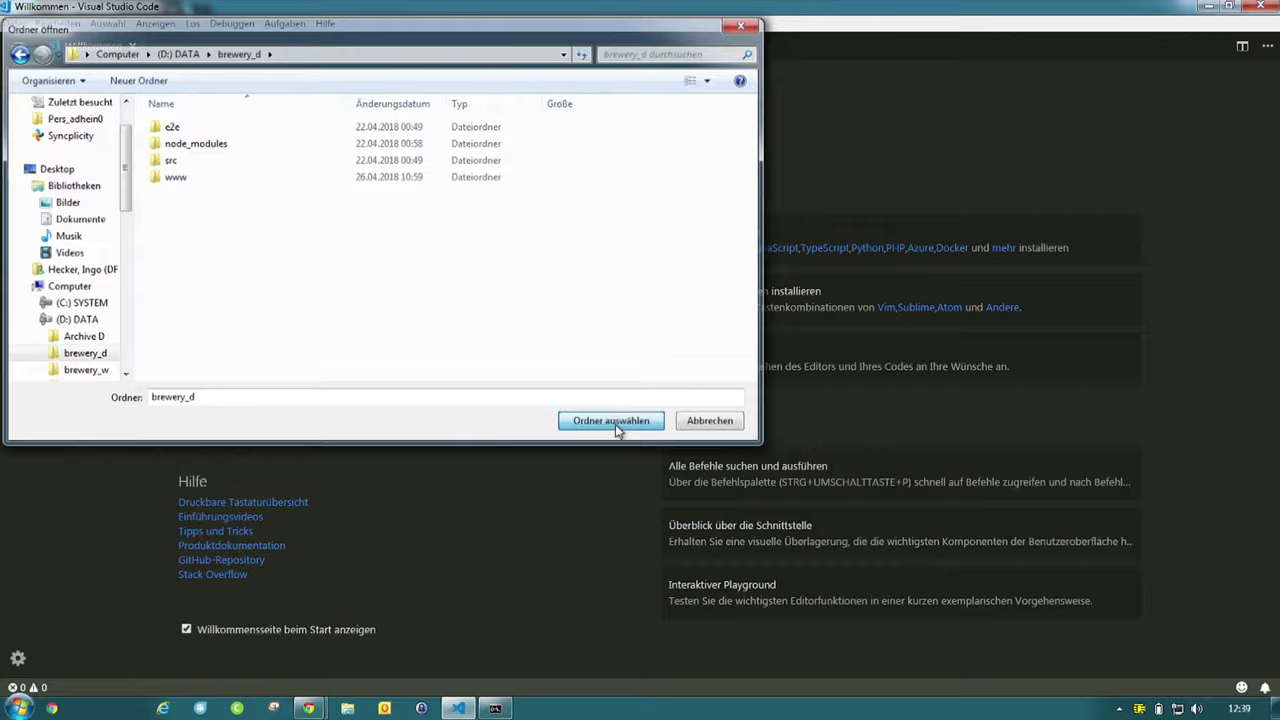 Willkommen - Visual Studio Code
Bearbeiten Auswahl Anzeigen Los Debuggen Aufgaben Hilfe
Ordner öffnen
Computer (D:) DATA brewery_d
brewery_d durchsuchen
Organisieren
Neuer Ordner
Name Änderungsdatum Typ Größe
Zuletzt besucht
Pers_adhein0
Syncplicity
Desktop
Bibliotheken
Bilder
Dokumente
Musik
Videos
Hecker, Ingo (DF
Computer
(C:) SYSTEM
(D:) DATA
Archive D
brewery_d
brewery_w
e2e 22.04.2018 00:49 Dateiordner
node_modules 22.04.2018 00:58 Dateiordner
src 22.04.2018 00:49 Dateiordner
www 26.04.2018 10:59 Dateiordner
Ordner: brewery_d
Ordner auswählen
Abbrechen
vaScript,TypeScript,Python,PHP,Azure,Docker und mehr installieren
en installieren
stenkombinationen von Vim,Sublime,Atom und Andere.
hen des Editors und Ihres Codes an Ihre Wünsche an.
Hilfe
Druckbare Tastaturübersicht
Einführungsvideos
Tipps und Tricks
Produktdokumentation
GitHub-Repository
Stack Overflow
Alle Befehle suchen und ausführen
Über die Befehlspalette (STRG+UMSCHALTTASTE+P) schnell auf Befehle zugreifen und nach Befehl...
Überblick über die Schnittstelle
Erhalten Sie eine visuelle Überlagerung, die die wichtigsten Komponenten der Benutzeroberfläche h..
Interaktiver Playground
Testen Sie die wichtigsten Editorfunktionen in einer kurzen exemplarischen Vorgehensweise.
Willkommensseite beim Start anzeigen
0 0
12:39